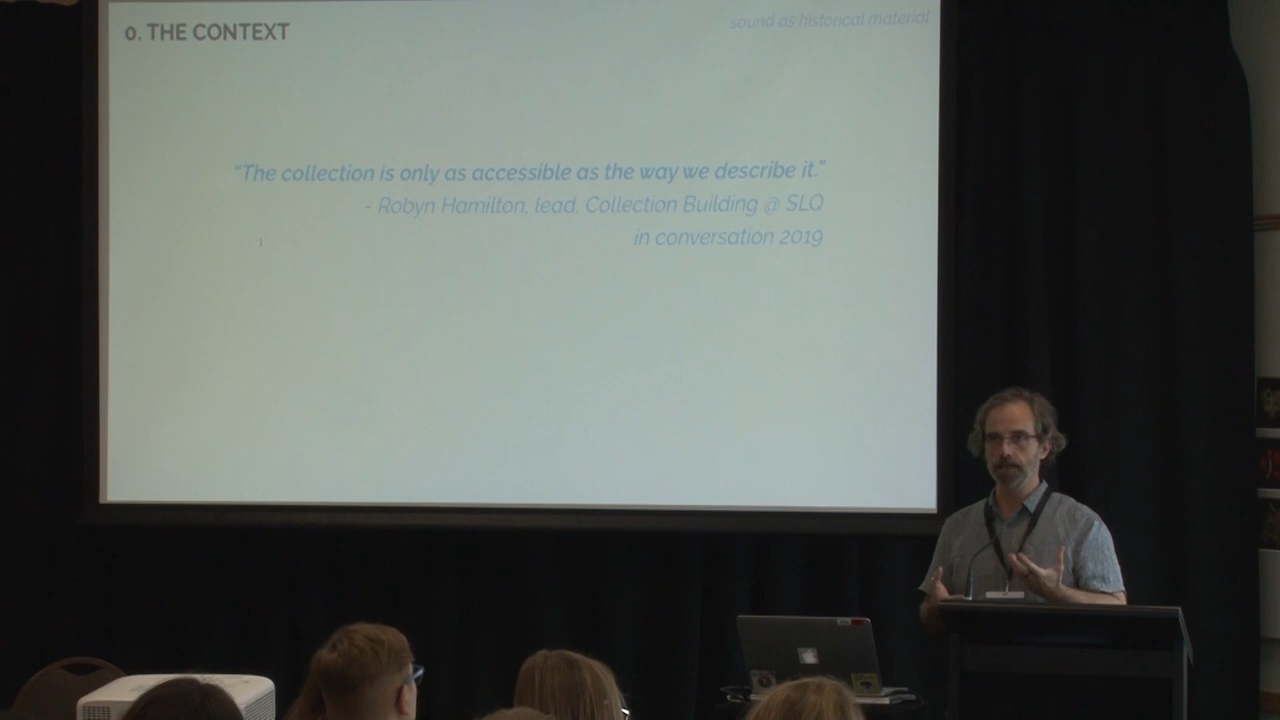 0. THE CONTEXT
sound as historical material
“The collection is only as accessible as the way we describe it.”
- Robyn Hamilton, lead, Collection Building @ SLQ
in conversation 2019